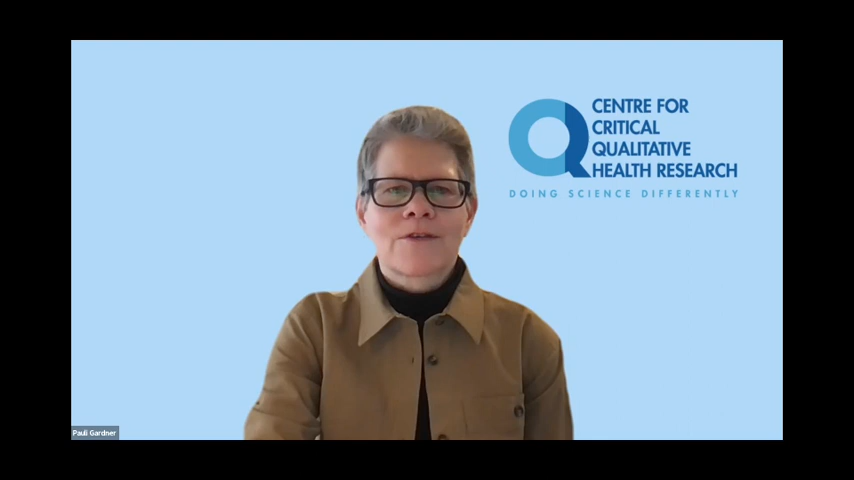 CENTRE FOR
CRITICAL
QUALITATIVE
HEALTH RESEARCH
DOING SCIENCE DIFFERENTLY
Pauli Gardner